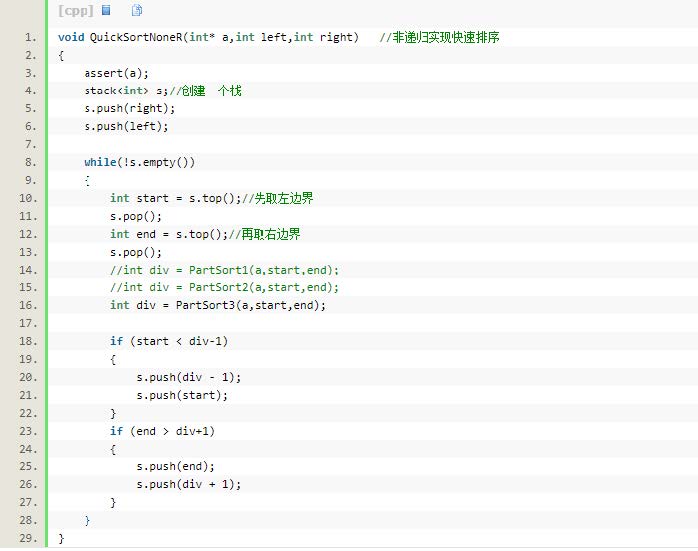 [cpp]
1. void QuickSortNoneR(int* a,int left,int right)   //非递归实现快速排序
2. {
3.     assert(a);
4.     stack<int> s;//创建 个栈
5.     s.push(right);
6.     s.push(left);
7.
8.     while(!s.empty())
9.     {
10.         int start = s.top();//先取左边界
11.         s.pop();
12.         int end = s.top();//再取右边界
13.         s.pop();
14.         //int div = PartSort1(a,start,end);
15.         //int div = PartSort2(a,start,end);
16.         int div = PartSort3(a,start,end);
17.
18.         if (start < div-1)
19.         {
20.             s.push(div - 1);
21.             s.push(start);
22.         }
23.         if (end > div+1)
24.         {
25.             s.push(end);
26.             s.push(div + 1);
27.         }
28.     }
29. }